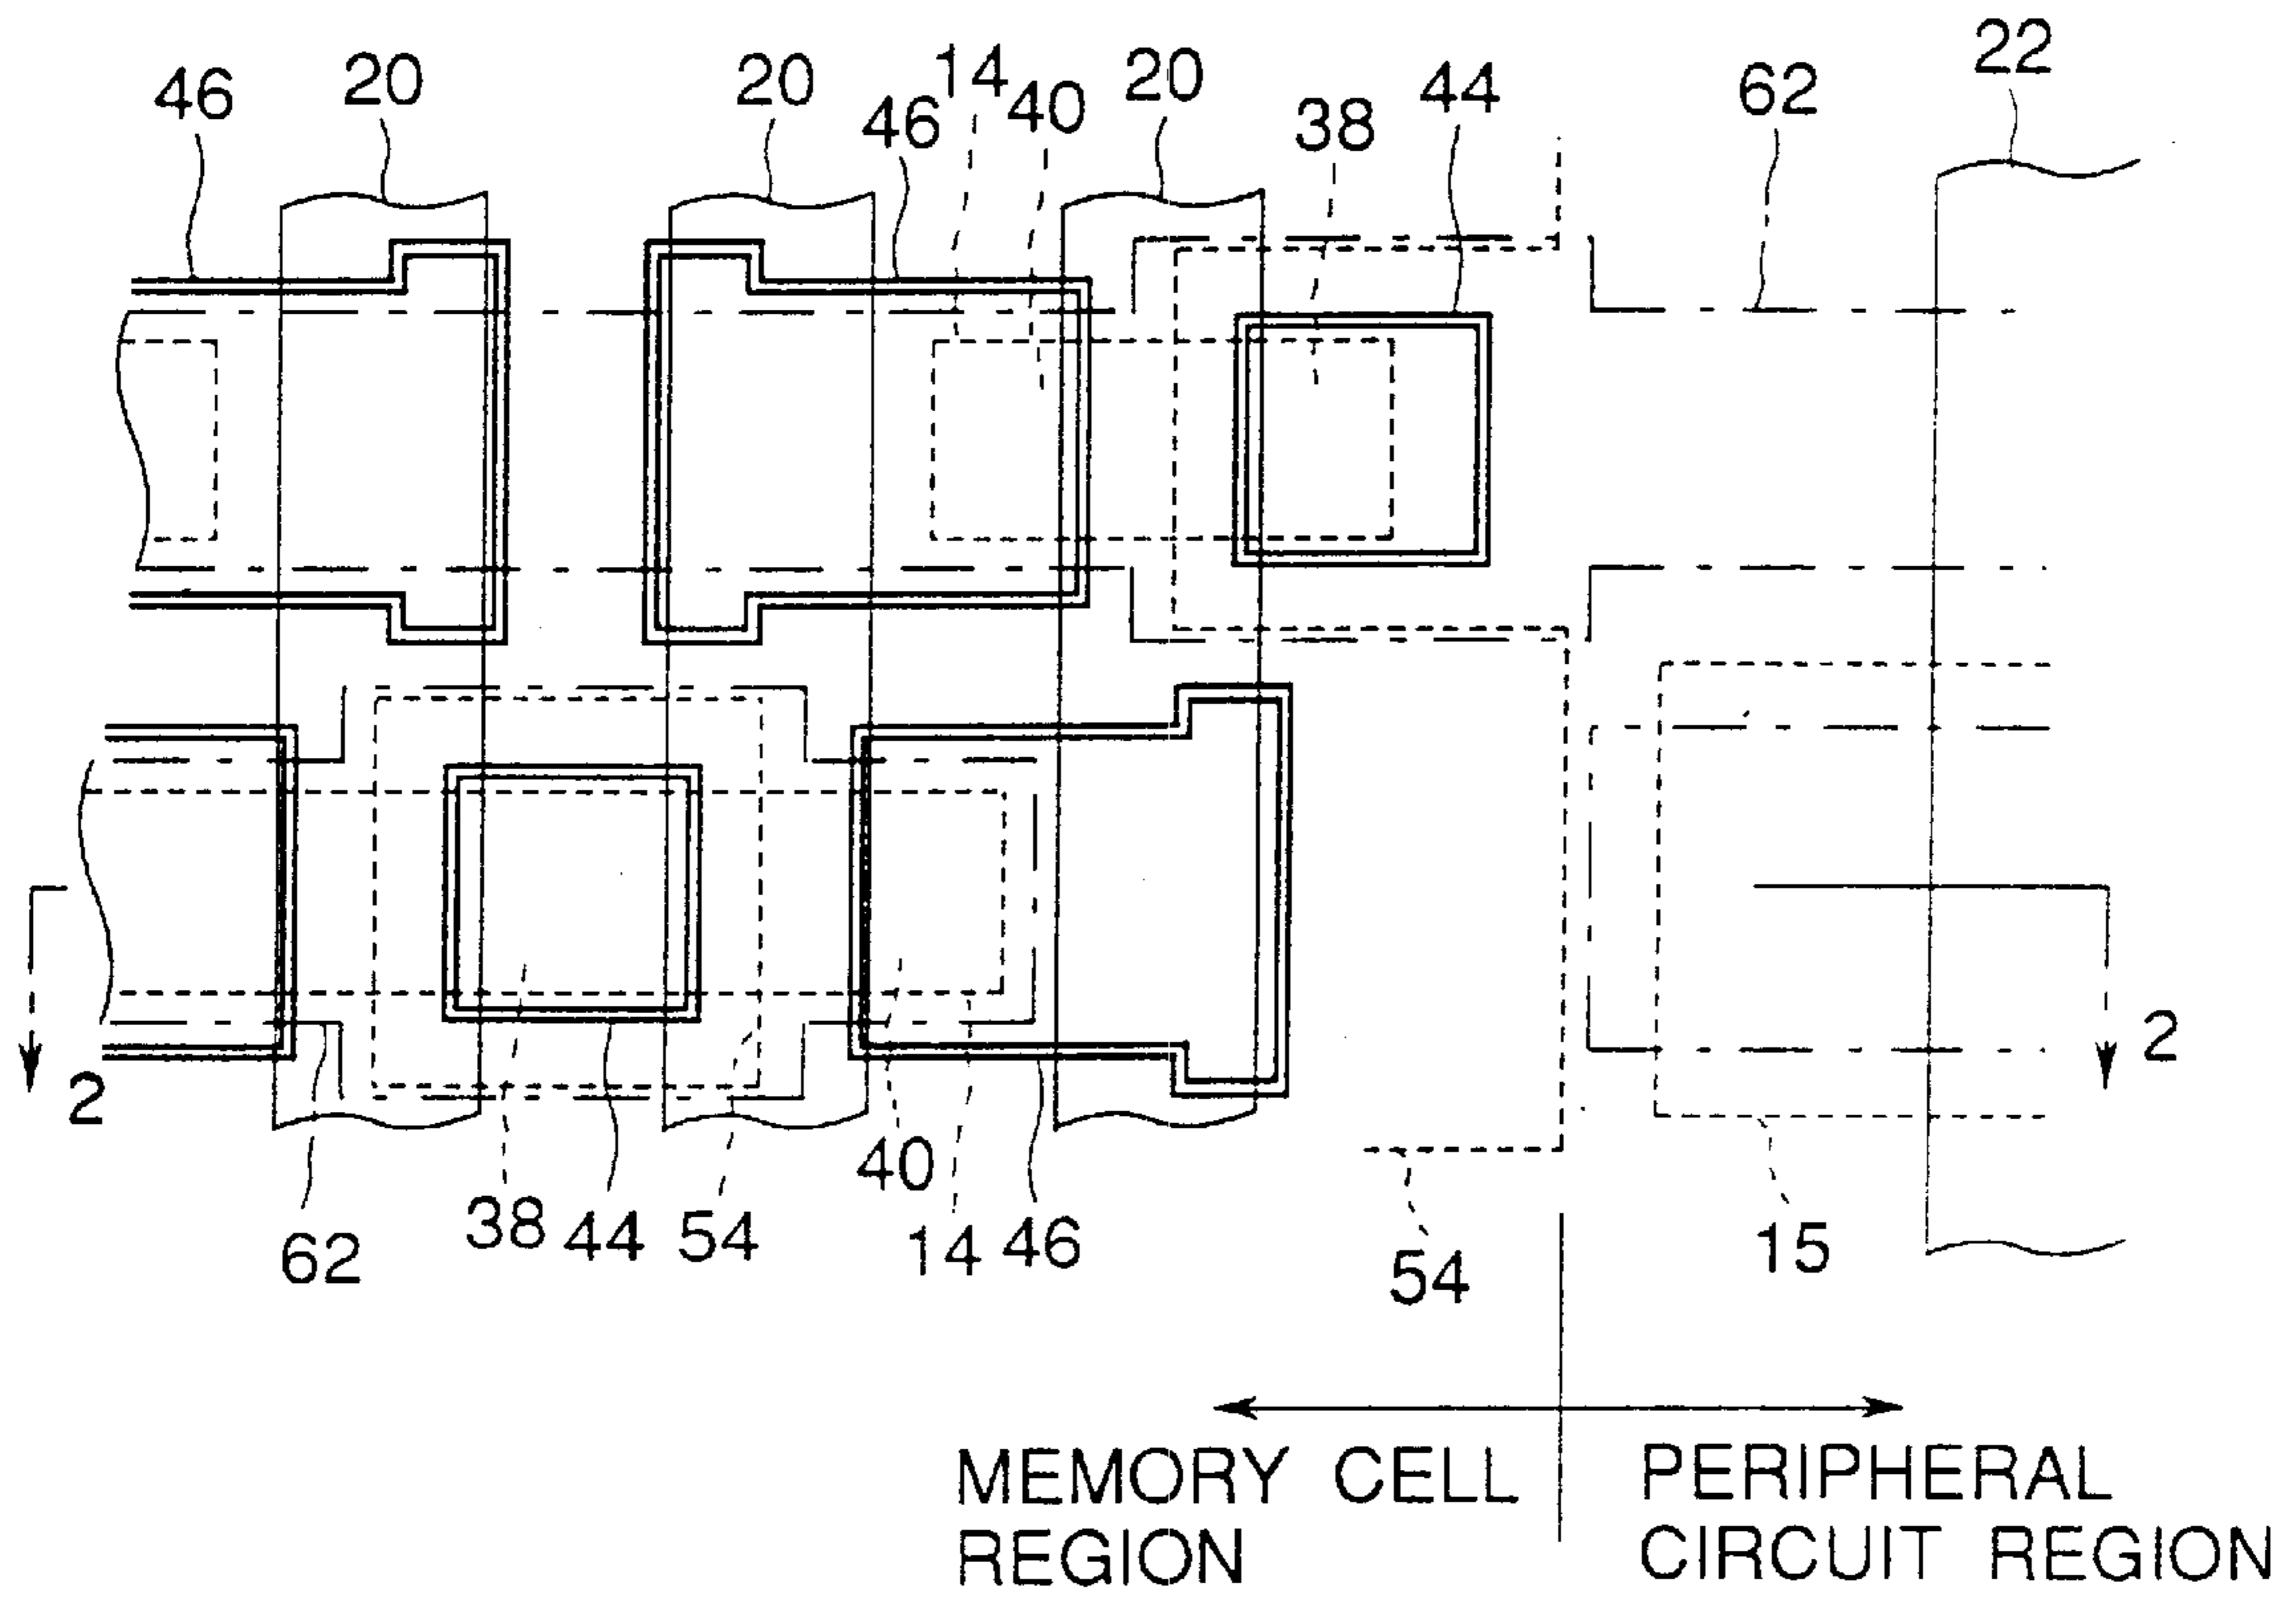 46 20 20 46 14 40 20 38 44 62 22
2 2
62 38 44 54 40 14 46 54 15
MEMORY CELL REGION
PERIPHERAL CIRCUIT REGION